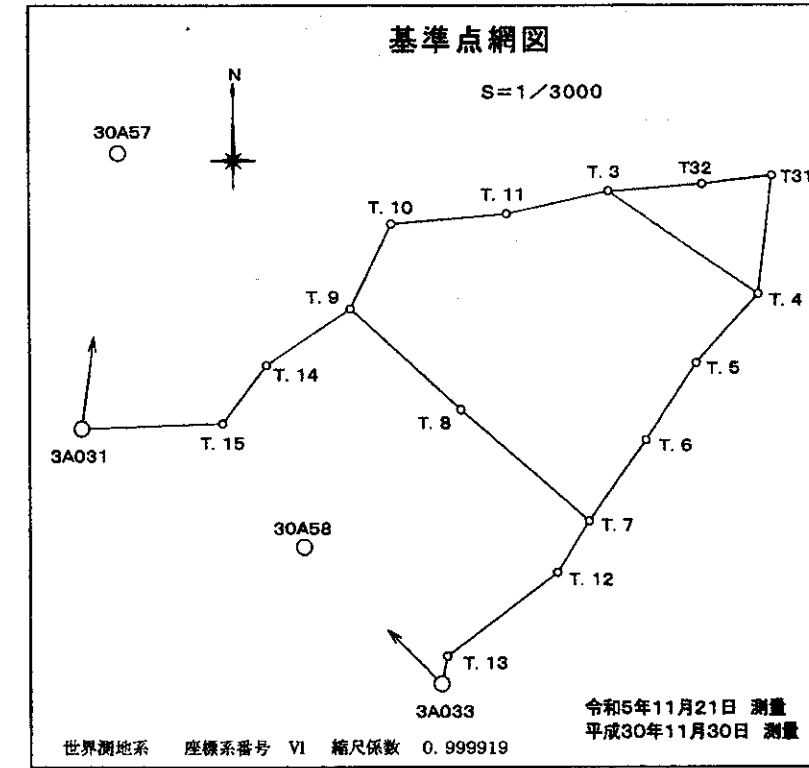 基準点網図
S=1/3000
N
30A57
T. 3
T32
T31
T. 10
T. 11
T. 9
T. 4
T. 14
T. 5
T. 8
T. 15
3A031
T. 6
30A58
T. 7
T. 12
T. 13
3A033
令和5年11月21日 測量
平成30年11月30日 測量
世界測地系 座標系番号 VI 縮尺係数 0. 999919